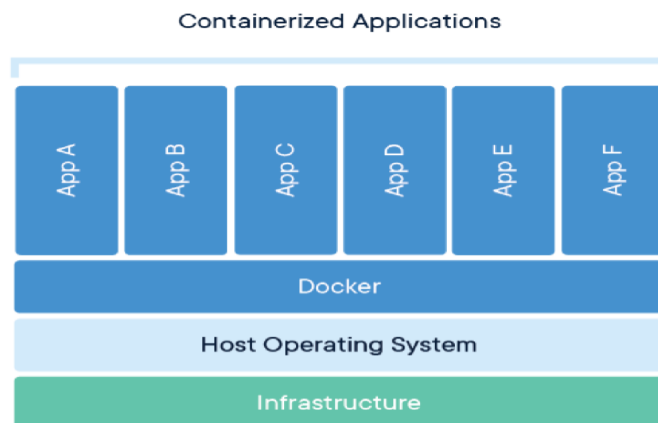 Containerized Applications
App A
App B
App C
App D
App E
App F
Docker
Host Operating System
Infrastructure